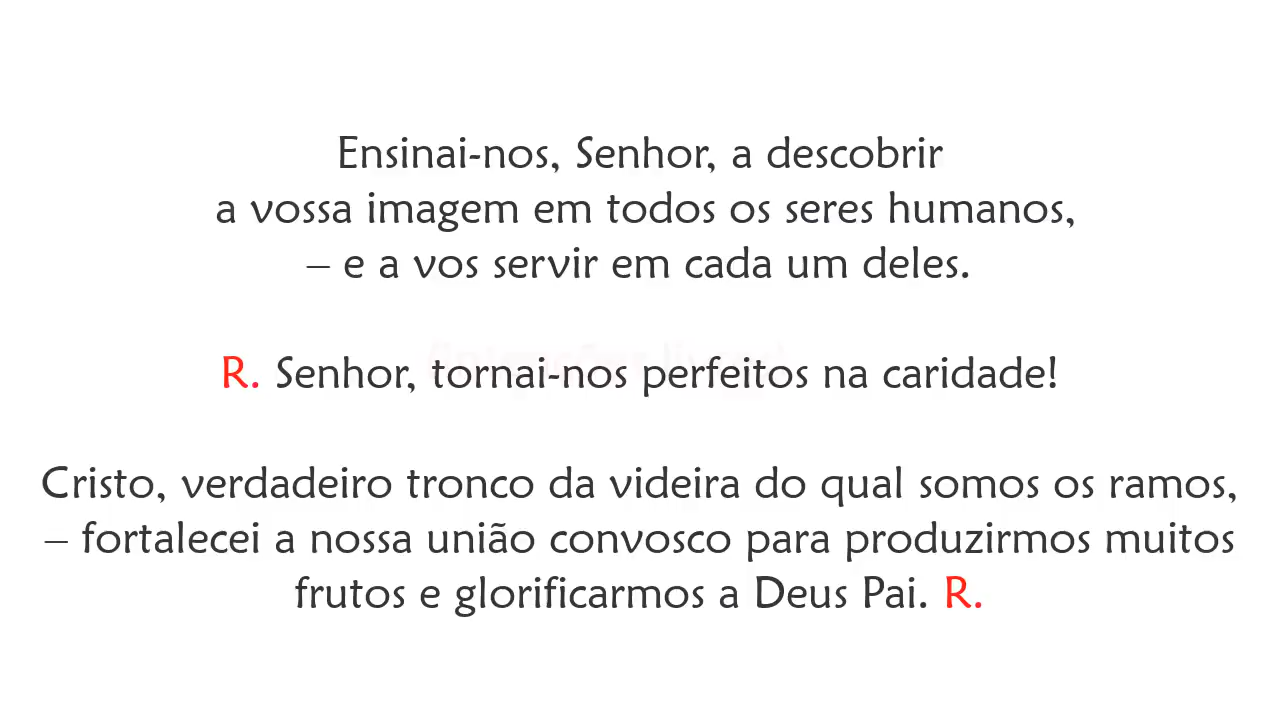 Ensinai-nos, Senhor, a descobrir
a vossa imagem em todos os seres humanos,
– e a vos servir em cada um deles.
R. Senhor, tornai-nos perfeitos na caridade!
Cristo, verdadeiro tronco da videira do qual somos os ramos,
– fortalecei a nossa união convosco para produzirmos muitos
frutos e glorificarmos a Deus Pai. R.